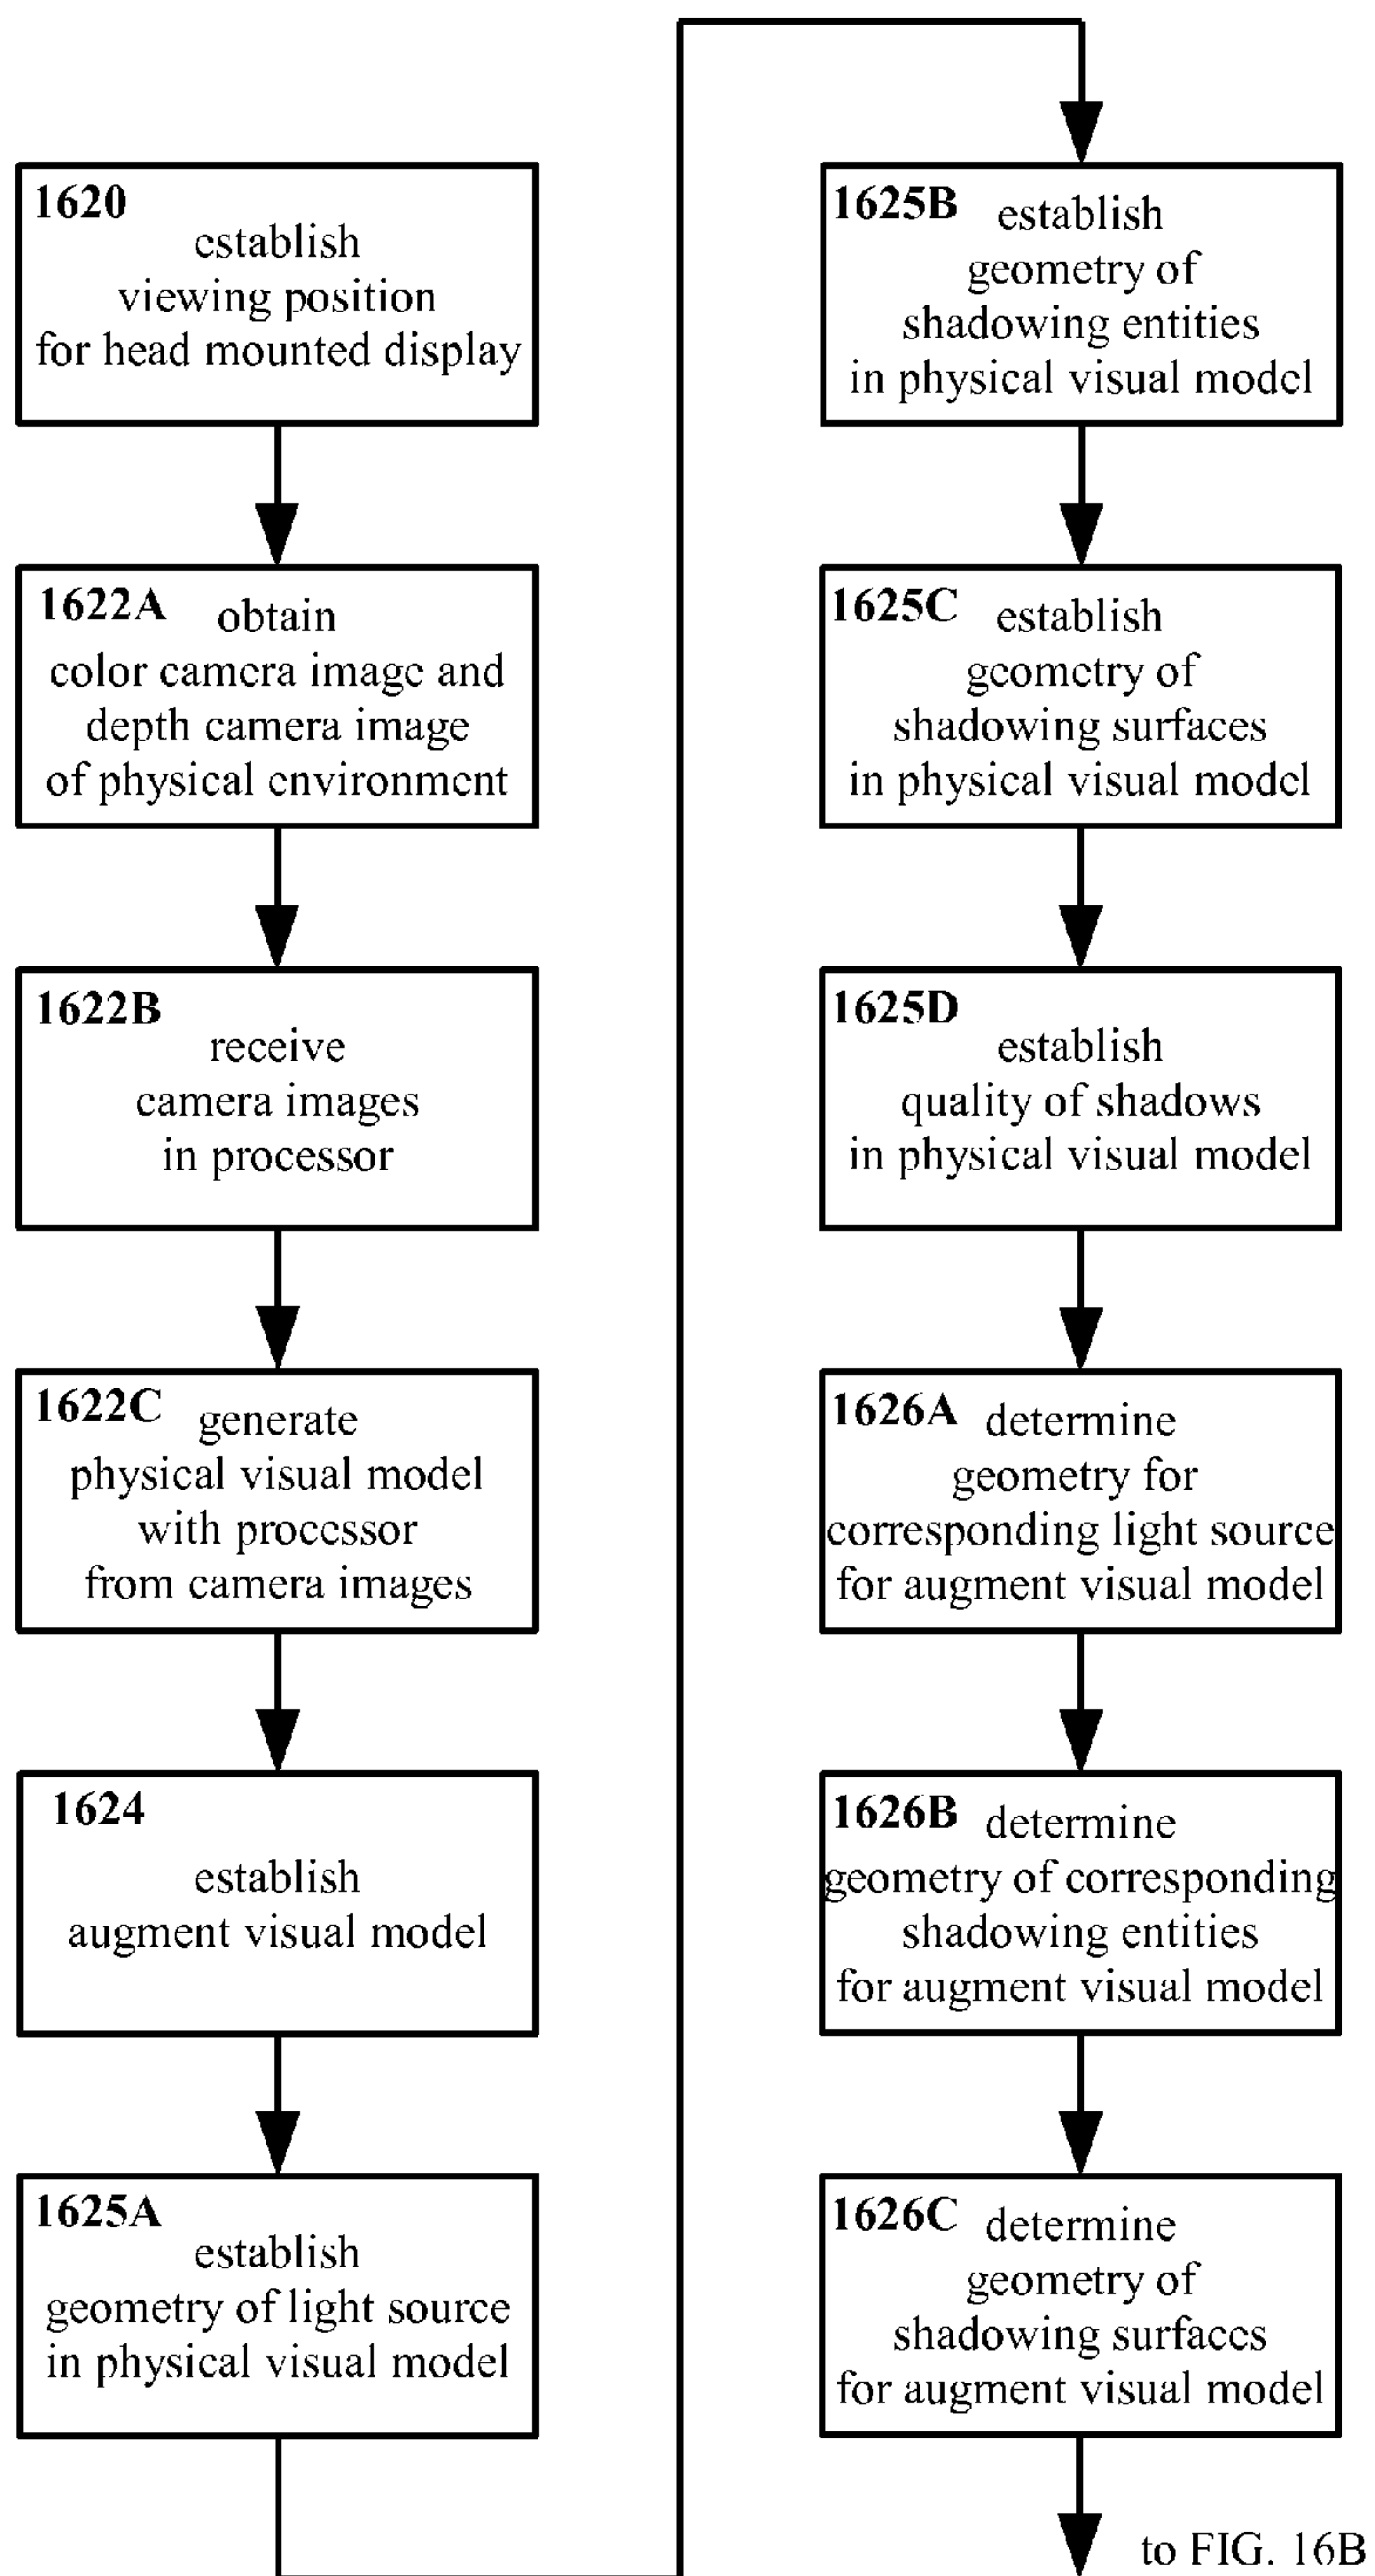 1620
establish
viewing position
for head mounted display
1622A obtain
color camera image and
depth camera image
of physical environment
1622B
receive
camera images
in processor
1622C generate
physical visual model
with processor
from camera images
1624
establish
augment visual model
1625A
establish
geometry of light source
in physical visual model
1625B establish
geometry of
shadowing entities
in physical visual model
1625C establish
geometry of
shadowing surfaces
in physical visual model
1625D
establish
quality of shadows
in physical visual model
1626A determine
geometry for
corresponding light source
for augment visual model
1626B determine
geometry of corresponding
shadowing entities
for augment visual model
1626C determine
geometry of
shadowing surfaces
for augment visual model
to FIG. 16B